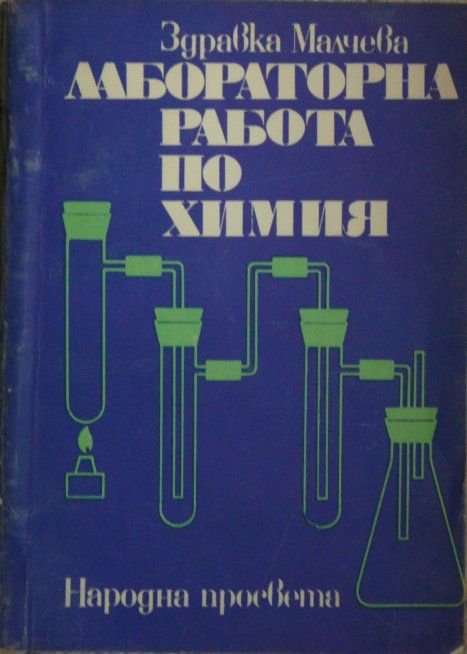 Здравка Малчева
ЛАБОРАТОРНА
РАБОТА
ПО
ХИМИЯ
Народна просвета